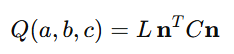 Q(a, b, c) = L nᵀCn